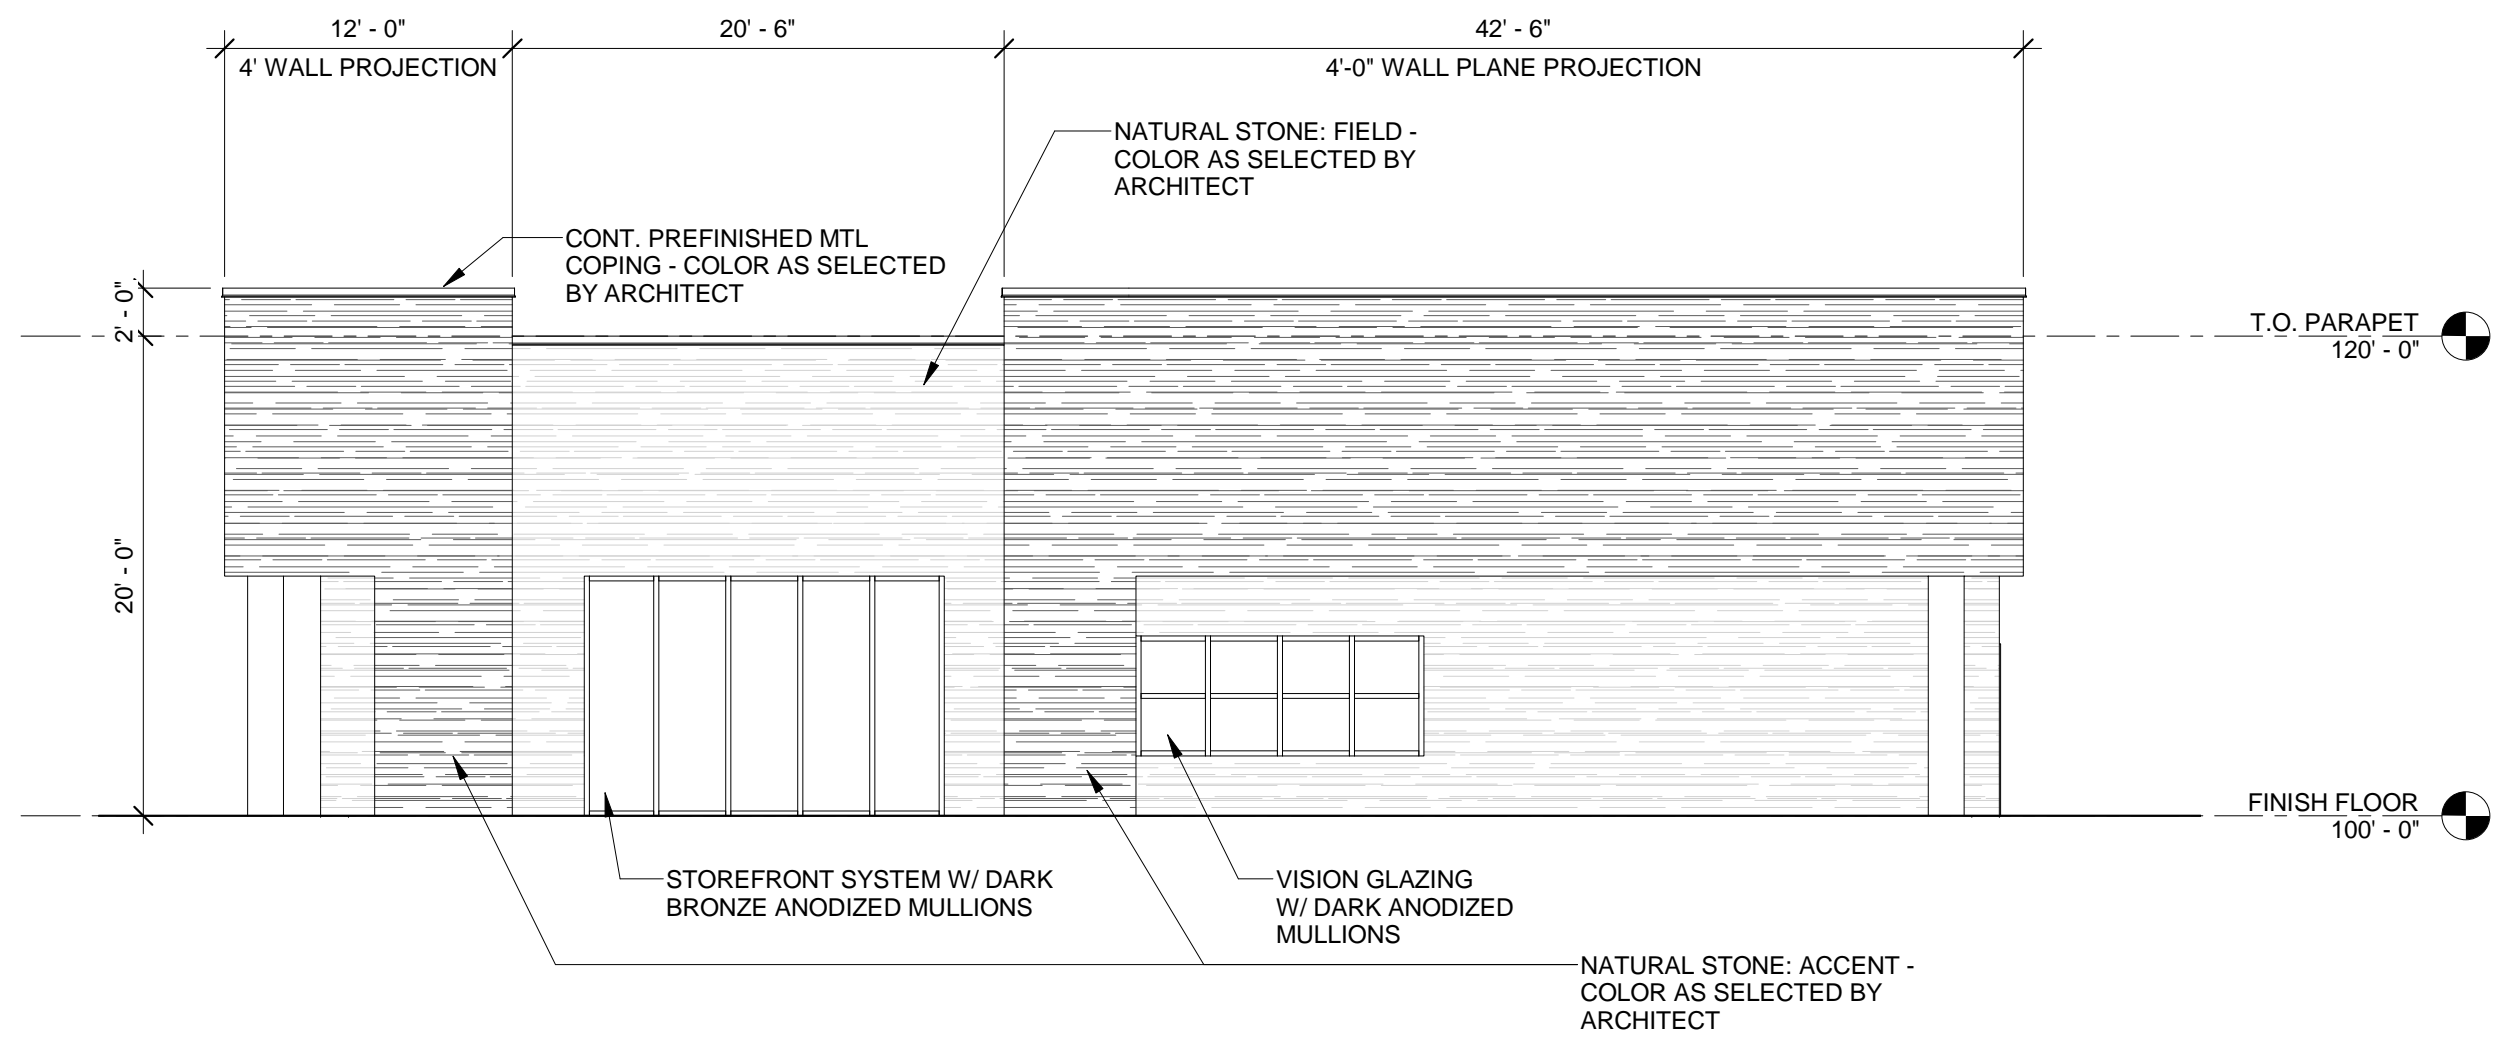 12' - 0"
20' - 6"
42' - 6"
4' WALL PROJECTION
4'-0" WALL PLANE PROJECTION
NATURAL STONE: FIELD -
COLOR AS SELECTED BY
ARCHITECT
CONT. PREFINISHED MTL
COPING - COLOR AS SELECTED
BY ARCHITECT
2' - 0"
T.O. PARAPET
120' - 0"
20' - 0"
FINISH FLOOR
100' - 0"
STOREFRONT SYSTEM W/ DARK
BRONZE ANODIZED MULLIONS
VISION GLAZING
W/ DARK ANODIZED
MULLIONS
NATURAL STONE: ACCENT -
COLOR AS SELECTED BY
ARCHITECT